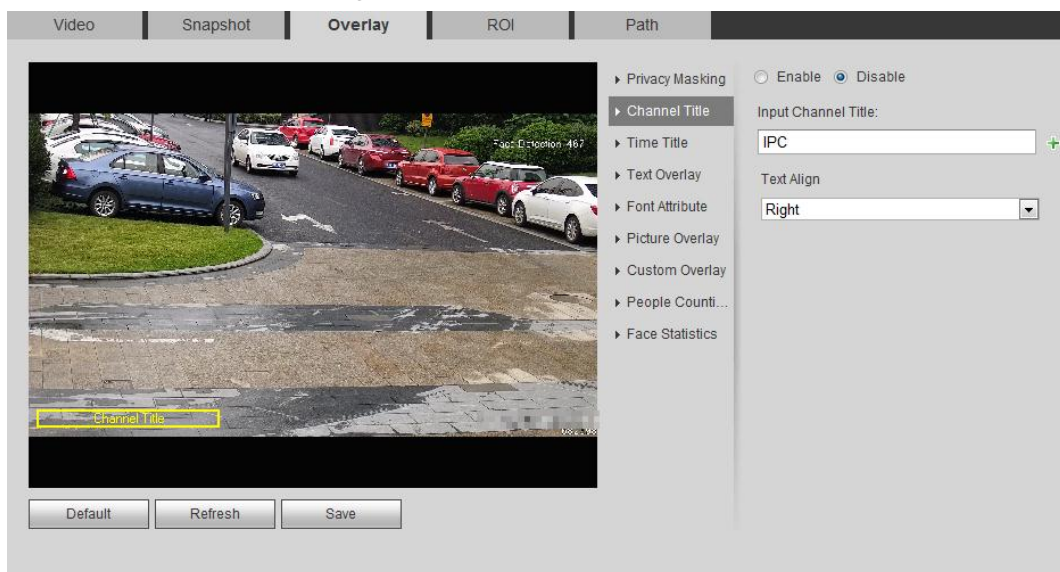 Video Snapshot Overlay ROI Path
Privacy Masking
Channel Title
Time Title
Text Overlay
Font Attribute
Picture Overlay
Custom Overlay
People Counti...
Face Statistics
Enable Disable
Input Channel Title:
IPC
Text Align
Right
Face Detection 467
Channel Title
Default Refresh Save